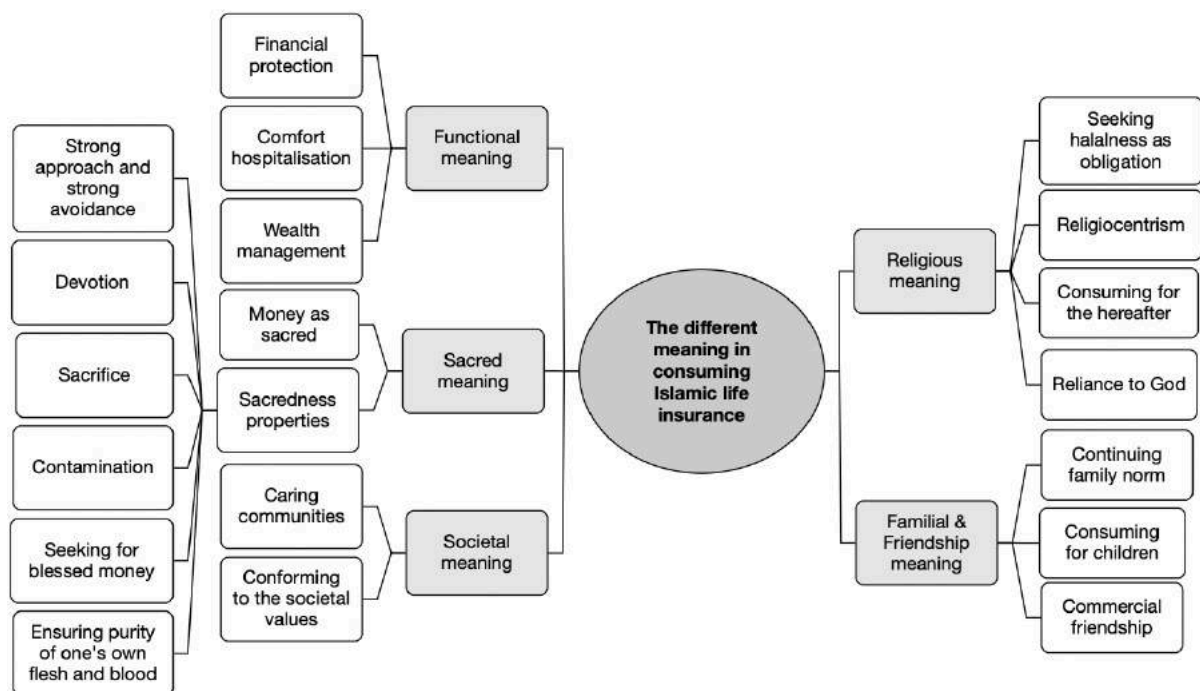 Financial
protection
Comfort
hospitalisation
Wealth
management
Functional
meaning
Strong
approach and
strong
avoidance
Devotion
Sacrifice
Contamination
Seeking for
blessed money
Ensuring purity
of one's own
flesh and blood
Money as
sacred
Sacredness
properties
Sacred
meaning
Caring
communities
Conforming
to the societal
values
Societal
meaning
The different
meaning in
consuming
Islamic life
insurance
Religious
meaning
Seeking
halalness as
obligation
Religiocentrism
Consuming for
the hereafter
Reliance to God
Familial &
Friendship
meaning
Continuing
family norm
Consuming
for children
Commercial
friendship